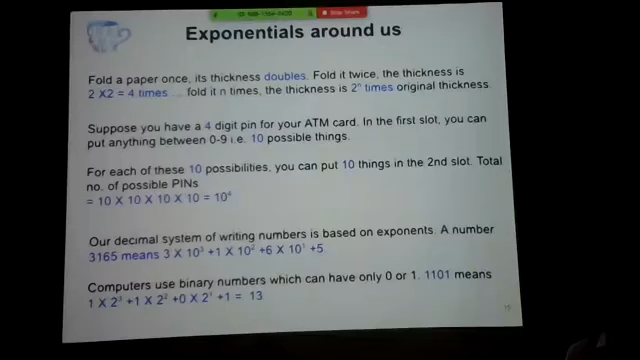 Stop Share
Exponentials around us
Fold a paper once, its thickness doubles. Fold it twice, the thickness is
2 X2 = 4 times .... fold it n times, the thickness is 2ⁿ times original thickness.
Suppose you have a 4 digit pin for your ATM card. In the first slot, you can
put anything between 0-9 i.e. 10 possible things.
For each of these 10 possibilities, you can put 10 things in the 2nd slot. Total
no. of possible PINs
= 10 X 10 X 10 X 10 = 10⁴
Our decimal system of writing numbers is based on exponents. A number
3165 means 3 X 10³ +1 X 10² +6 X 10¹ +5
Computers use binary numbers which can have only 0 or 1. 1101 means
1 X 2³ +1 X 2² +0 X 2¹ +1 = 13